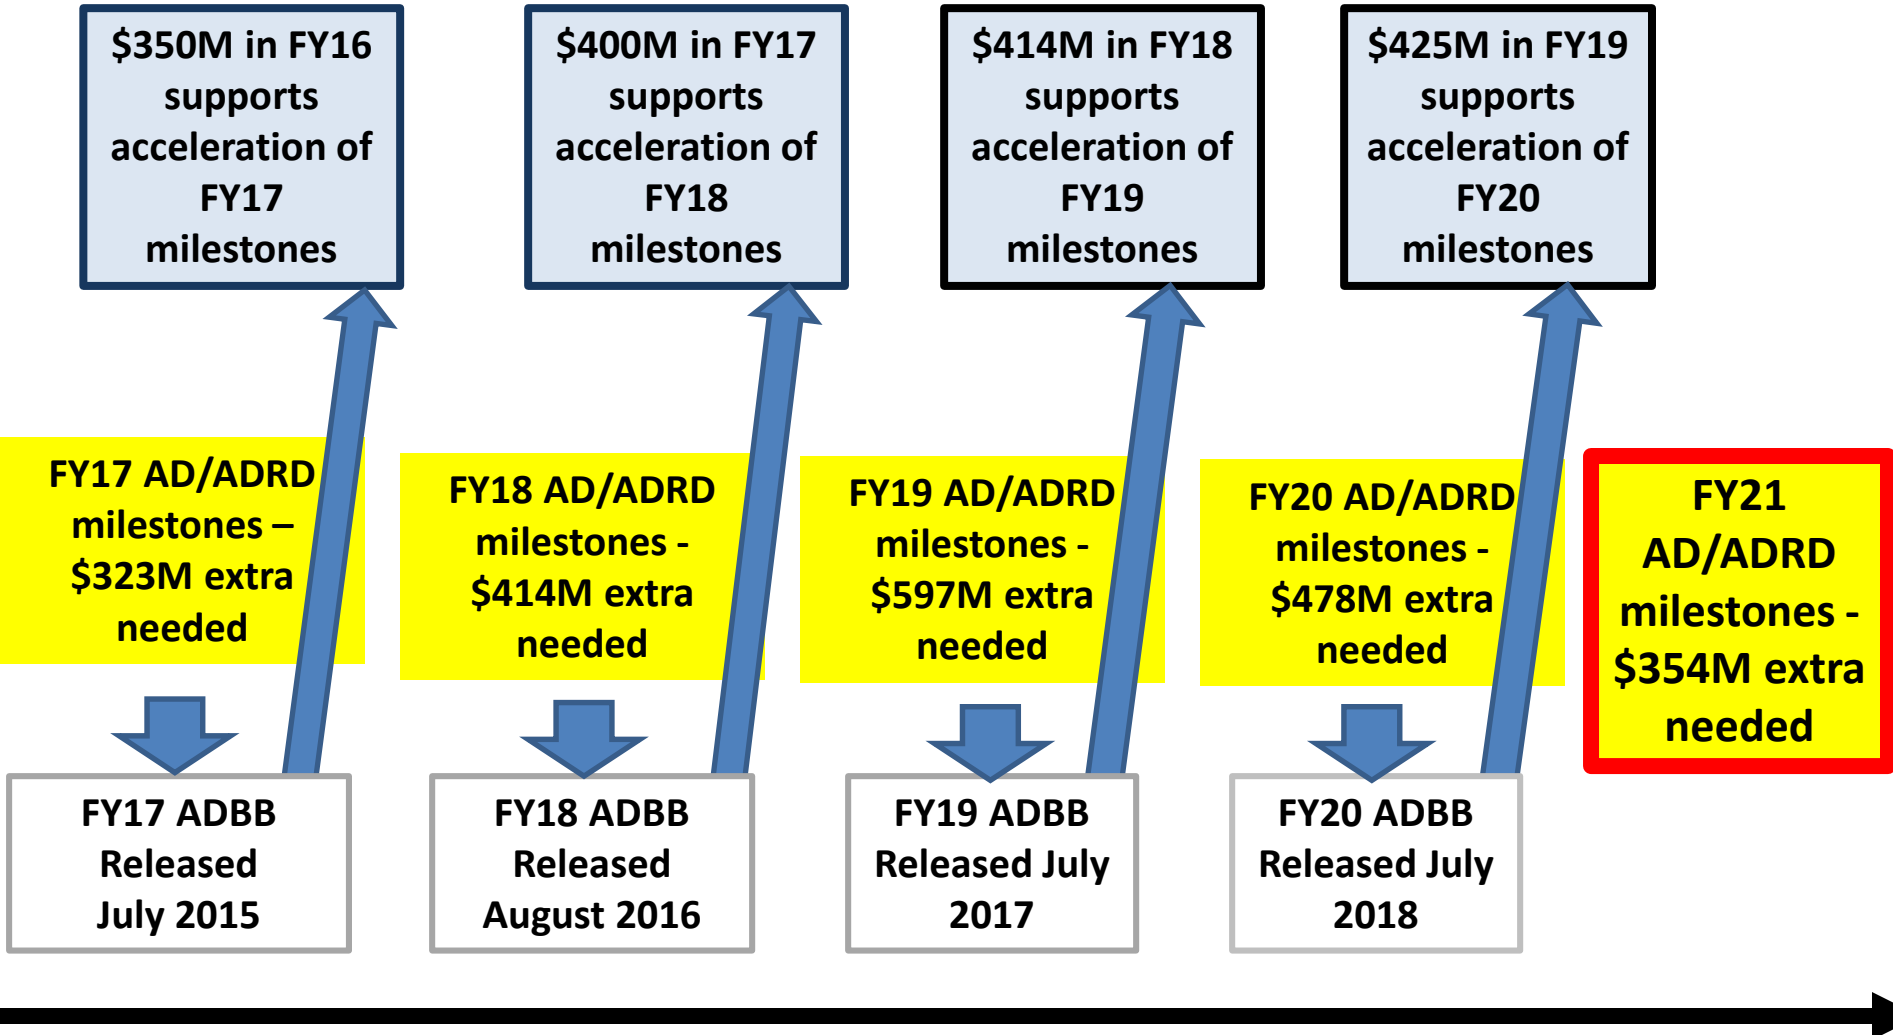 $350M in FY16
supports
acceleration of
FY17
milestones
$400M in FY17
supports
acceleration of
FY18
milestones
$414M in FY18
supports
acceleration of
FY19
milestones
$425M in FY19
supports
acceleration of
FY20
milestones
FY17 AD/ADRD
milestones –
$323M extra
needed
FY18 AD/ADRD
milestones -
$414M extra
needed
FY19 AD/ADRD
milestones -
$597M extra
needed
FY20 AD/ADRD
milestones -
$478M extra
needed
FY21
AD/ADRD
milestones -
$354M extra
needed
FY17 ADBB
Released
July 2015
FY18 ADBB
Released
August 2016
FY19 ADBB
Released July
2017
FY20 ADBB
Released July
2018